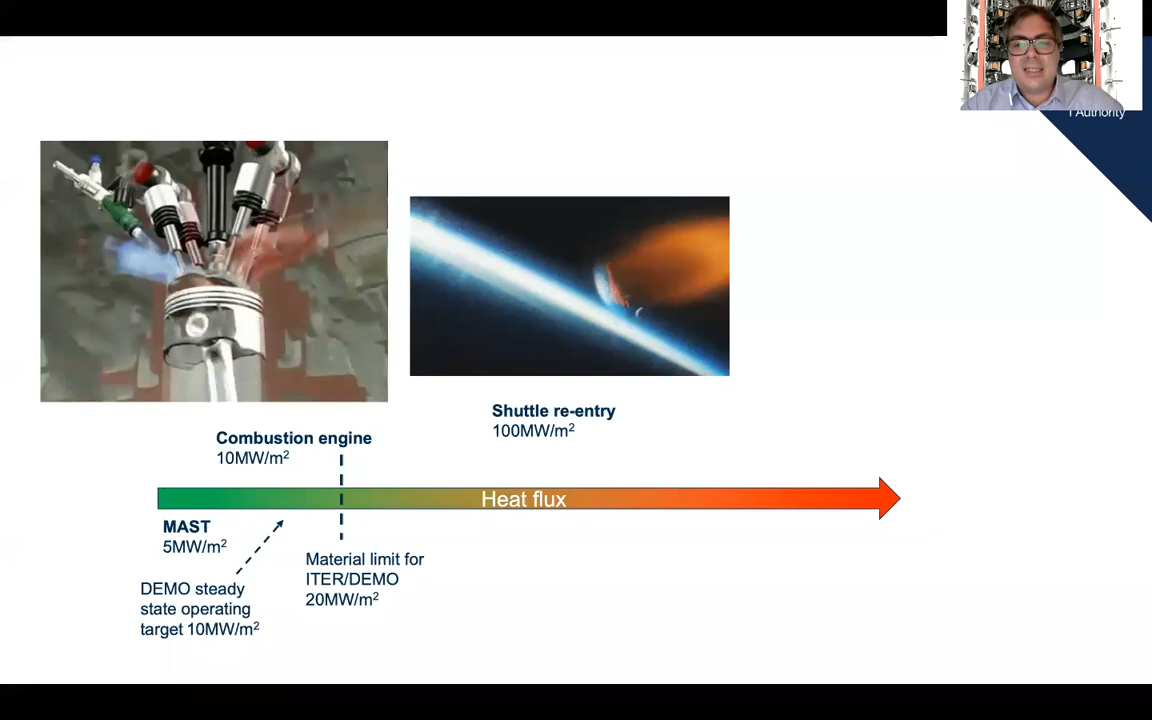 Authority
Shuttle re-entry
100MW/m²
Combustion engine
10MW/m²
Heat flux
MAST
5MW/m²
Material limit for
ITER/DEMO
20MW/m²
DEMO steady
state operating
target 10MW/m²